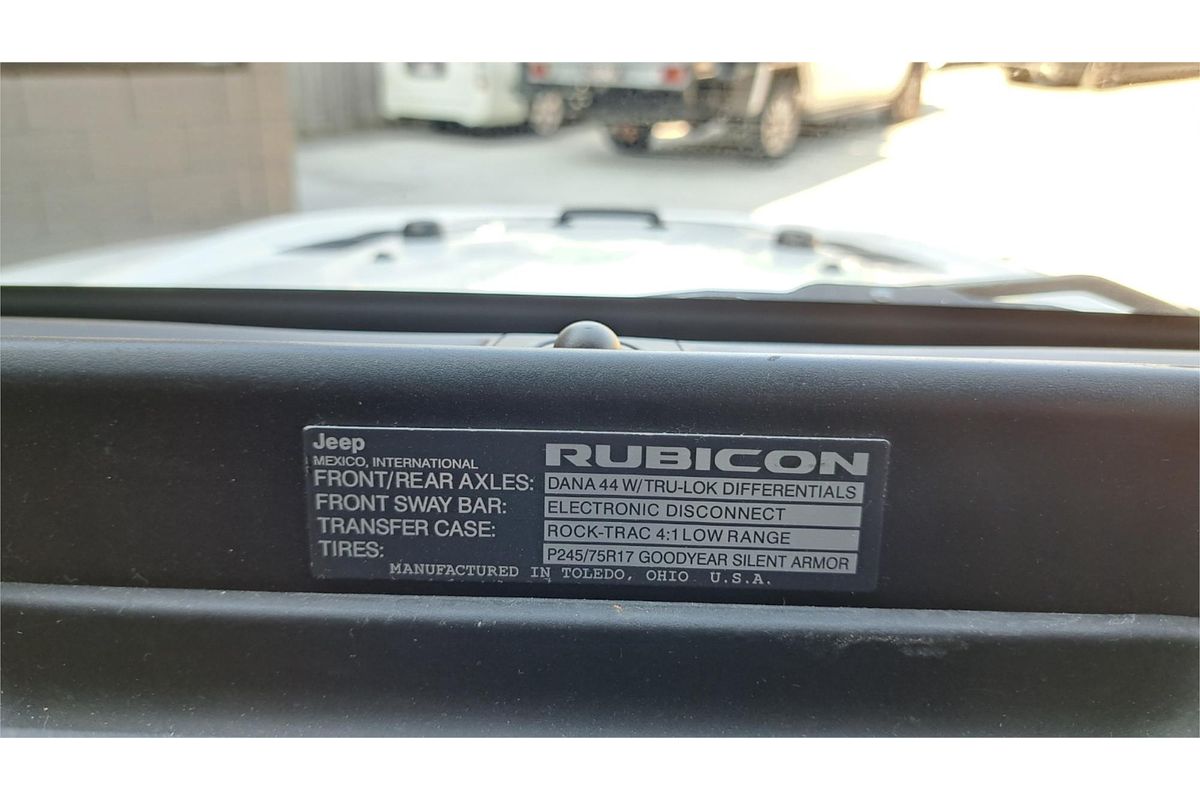 Jeep
RUBICON
MEXICO, INTERNATIONAL
FRONT/REAR AXLES: DANA 44 W/ TRU-LOK DIFFERENTIALS
FRONT SWAY BAR: ELECTRONIC DISCONNECT
TRANSFER CASE: ROCK-TRAC 4:1 LOW RANGE
TIRES: P245/75R17 GOODYEAR SILENT ARMOR
MANUFACTURED IN TOLEDO, OHIO U.S.A.